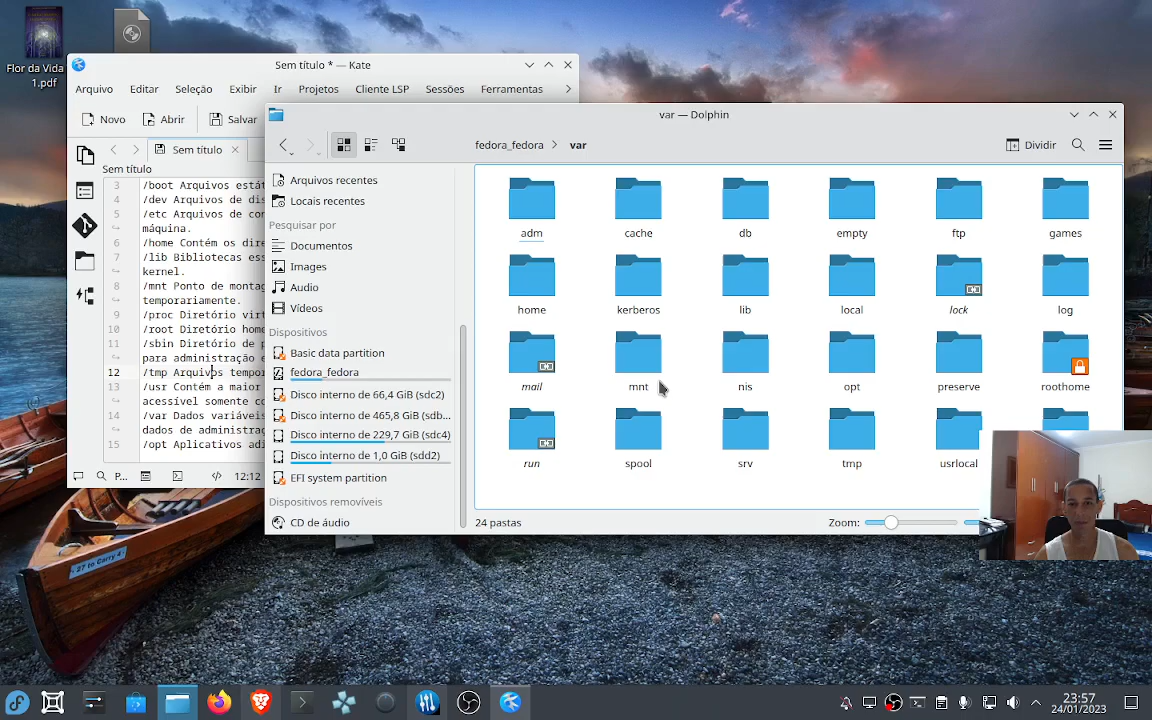 Flor da Vida
1.pdf
Sem título * — Kate
Arquivo Editar Seleção Exibir Ir Projetos Cliente LSP Sessões Ferramentas
Novo Abrir Salvar
Sem título
Sem título
3 /boot Arquivos estát
4 /dev Arquivos de dis
5 /etc Arquivos de con
máquina.
6 /home Contém os dire
7 /lib Bibliotecas ess
kernel.
8 /mnt Ponto de montag
temporariamente.
9 /proc Diretório virt
10 /root Diretório home
11 /sbin Diretório de p
para administração e
12 /tmp Arquivos tempor
13 /usr Contém a maior
acessível somente co
14 /var Dados variáveis
dados de administraç
15 /opt Aplicativos adi
P... 12:12
var — Dolphin
fedora_fedora var
Dividir
Arquivos recentes
Locais recentes
Pesquisar por
Documentos
Images
Audio
Vídeos
Dispositivos
Basic data partition
fedora_fedora
Disco interno de 66,4 GiB (sdc2)
Disco interno de 465,8 GiB (sdb...
Disco interno de 229,7 GiB (sdc4)
Disco interno de 1,0 GiB (sdd2)
EFI system partition
Dispositivos removíveis
CD de áudio
adm cache db empty ftp games
home kerberos lib local lock log
mail mnt nis opt preserve roothome
run spool srv tmp usrlocal
24 pastas
Zoom:
27 to Carry 4
23:57
24/01/2023